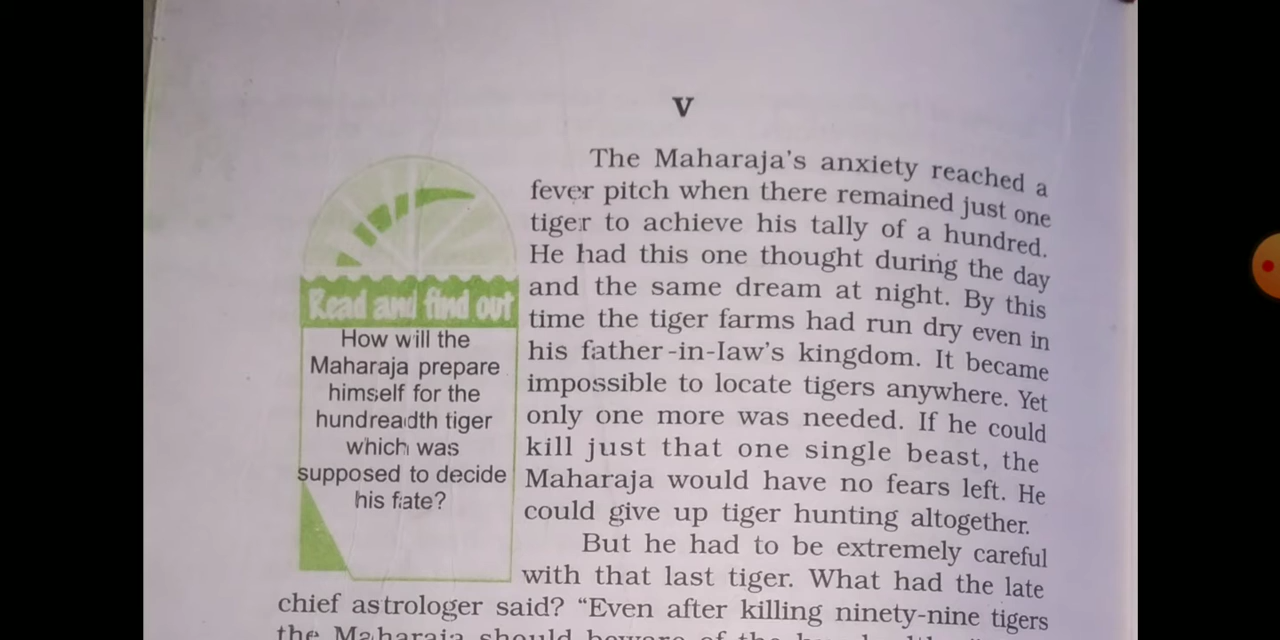 V
The Maharaja's anxiety reached a
fever pitch when there remained just one
tiger to achieve his tally of a hundred.
He had this one thought during the day
and the same dream at night. By this
time the tiger farms had run dry even in
his father-in-law's kingdom. It became
impossible to locate tigers anywhere. Yet
only one more was needed. If he could
kill just that one single beast, the
Maharaja would have no fears left. He
could give up tiger hunting altogether.
Read and find out
How will the
Maharaja prepare
himself for the
hundreadth tiger
which was
supposed to decide
his fate?
But he had to be extremely careful
with that last tiger. What had the late
chief astrologer said? "Even after killing ninety-nine tigers
the Maharaja should beware of the